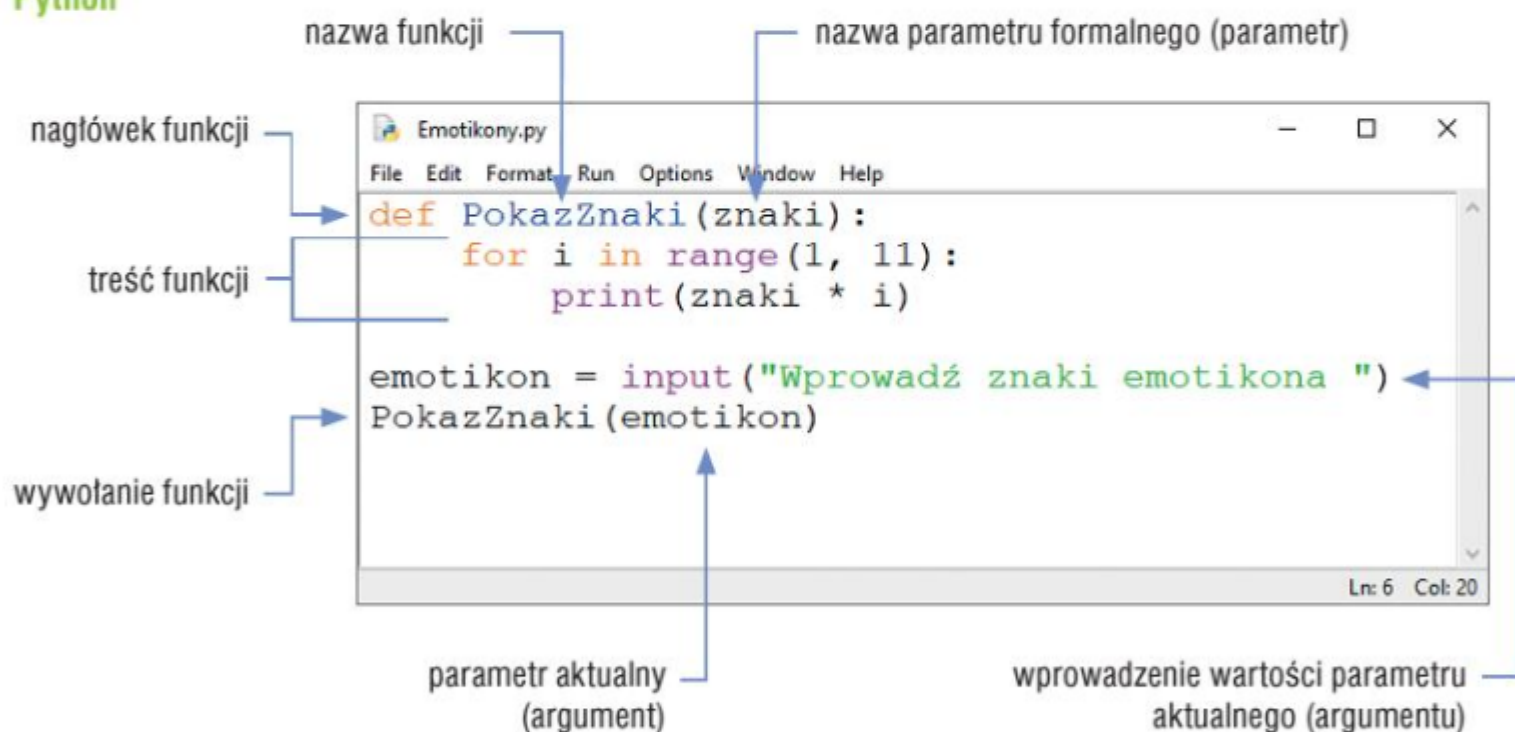 Python
nazwa funkcji
nazwa parametru formalnego (parametr)
nagłówek funkcji
Emotikony.py
File Edit Format Run Options Window Help
def PokazZnaki(znaki):
for i in range(1, 11):
print(znaki * i)
treść funkcji
emotikon = input("Wprowadź znaki emotikona ")
PokazZnaki(emotikon)
wywołanie funkcji
Ln: 6 Col: 20
parametr aktualny
(argument)
wprowadzenie wartości parametru
aktualnego (argumentu)